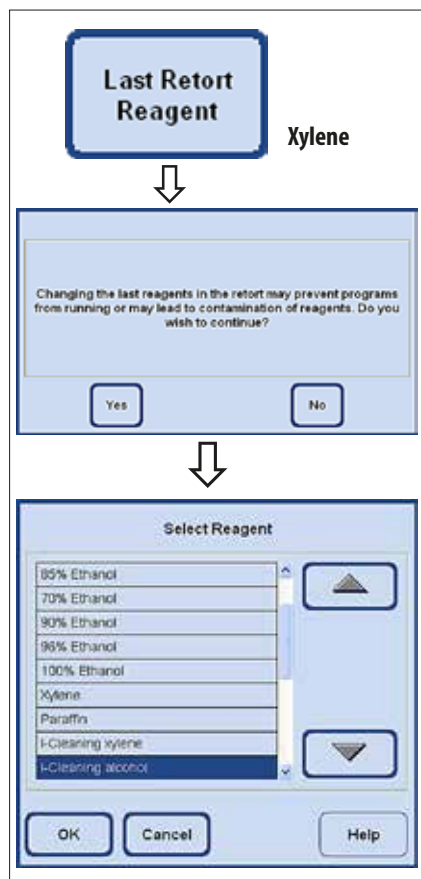 Last Retort
Reagent
Xylene
Changing the last reagents in the retort may prevent programs
from running or may lead to contamination of reagents. Do you
wish to continue?
Yes
No
Select Reagent
85% Ethanol
70% Ethanol
90% Ethanol
96% Ethanol
100% Ethanol
Xylene
Paraffin
I-Cleaning xylene
I-Cleaning alcohol
OK
Cancel
Help